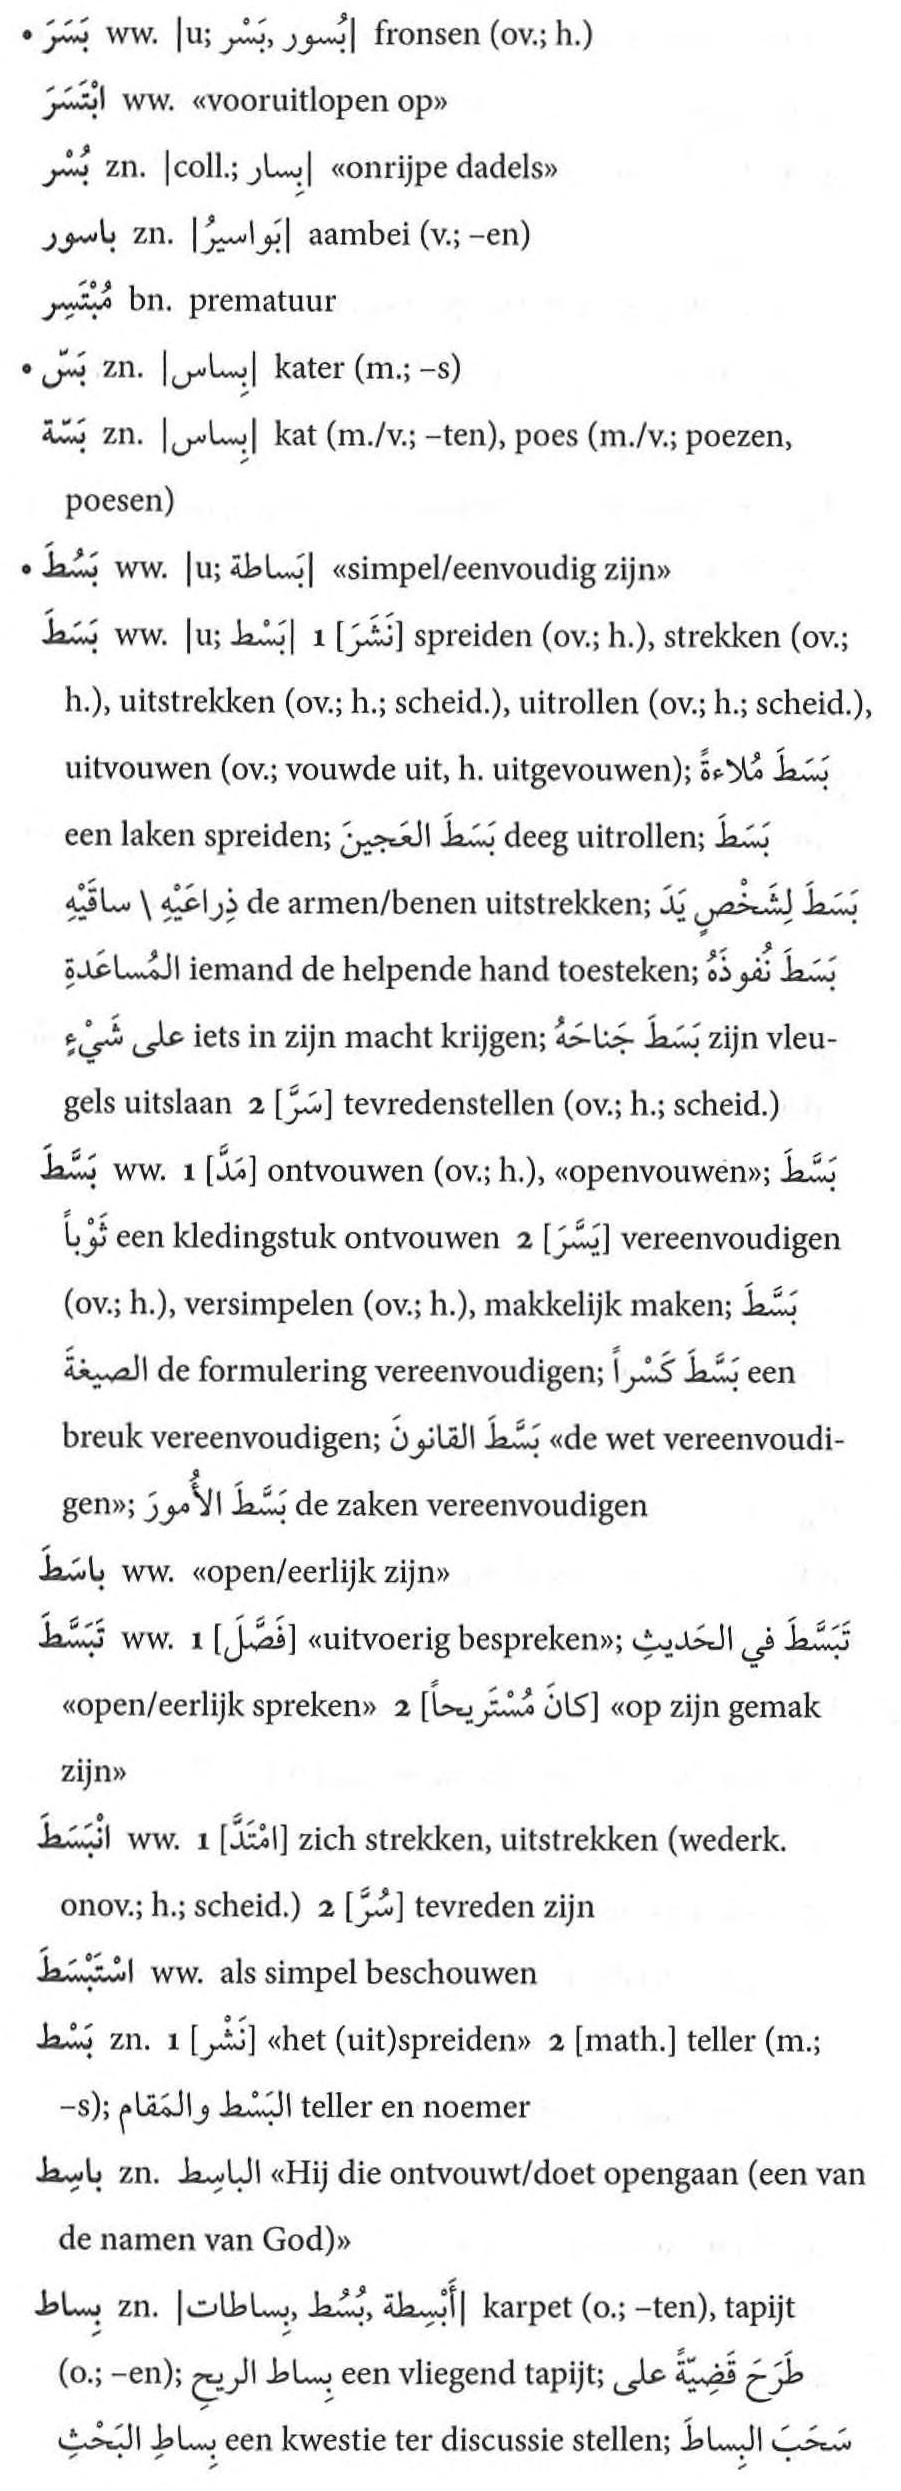 • بَسَرَ ww. |u; بَسْر, بُسور| fronsen (ov.; h.)
ابْتَسَرَ ww. «vooruitlopen op»
بُسْر zn. |coll.; بِسار| «onrijpe dadels»
باسور zn. |بَواسيرُ| aambei (v.; –en)
مُبْتَسِر bn. prematuur
• بَسّ zn. |بِساس| kater (m.; –s)
بَسّة zn. |بِساس| kat (m./v.; –ten), poes (m./v.; poezen,
poesen)
• بَسُطَ ww. |u; بَساطة| «simpel/eenvoudig zijn»
بَسَطَ ww. |u; بَسْط| 1 [نَشَرَ] spreiden (ov.; h.), strekken (ov.;
h.), uitstrekken (ov.; h.; scheid.), uitrollen (ov.; h.; scheid.),
uitvouwen (ov.; vouwde uit, h. uitgevouwen); بَسَطَ مُلاءةً
een laken spreiden; بَسَطَ العَجينَ deeg uitrollen; بَسَطَ
ذِراعَيْهِ \ ساقَيْهِ de armen/benen uitstrekken; بَسَطَ لِشَخْصٍ يَدَ
المُساعَدةِ iemand de helpende hand toesteken; بَسَطَ نُفوذَهُ
على شَيْءٍ iets in zijn macht krijgen; بَسَطَ جَناحَهُ zijn vleu-
gels uitslaan 2 [سَرَّ] tevredenstellen (ov.; h.; scheid.)
بَسَّطَ ww. 1 [مَدَّ] ontvouwen (ov.; h.), «openvouwen»; بَسَّطَ
ثَوْباً een kledingstuk ontvouwen 2 [يَسَّرَ] vereenvoudigen
(ov.; h.), versimpelen (ov.; h.), makkelijk maken; بَسَّطَ
الصيغةَ de formulering vereenvoudigen; بَسَّطَ كَسْراً een
breuk vereenvoudigen; بَسَّطَ القانونَ «de wet vereenvoudi-
gen»; بَسَّطَ الأُمورَ de zaken vereenvoudigen
باسَطَ ww. «open/eerlijk zijn»
تَبَسَّطَ ww. 1 [فَصَّلَ] «uitvoerig bespreken»; تَبَسَّطَ في الحَديثِ
«open/eerlijk spreken» 2 [كانَ مُسْتَريحاً] «op zijn gemak
zijn»
انْبَسَطَ ww. 1 [امْتَدَّ] zich strekken, uitstrekken (wederk.
onov.; h.; scheid.) 2 [سُرَّ] tevreden zijn
اسْتَبْسَطَ ww. als simpel beschouwen
بَسْط zn. 1 [نَشْر] «het (uit)spreiden» 2 [math.] teller (m.;
–s); البَسْط والمَقام teller en noemer
باسِط zn. الباسِط «Hij die ontvouwt/doet opengaan (een van
de namen van God)»
بِساط zn. |أَبْسِطة, بُسُط, بِساطات| karpet (o.; –ten), tapijt
(o.; –en); بِساط الريحِ een vliegend tapijt; طَرَحَ قَضِيّةً على
بِساطِ البَحْثِ een kwestie ter discussie stellen; سَحَبَ البِساطَ